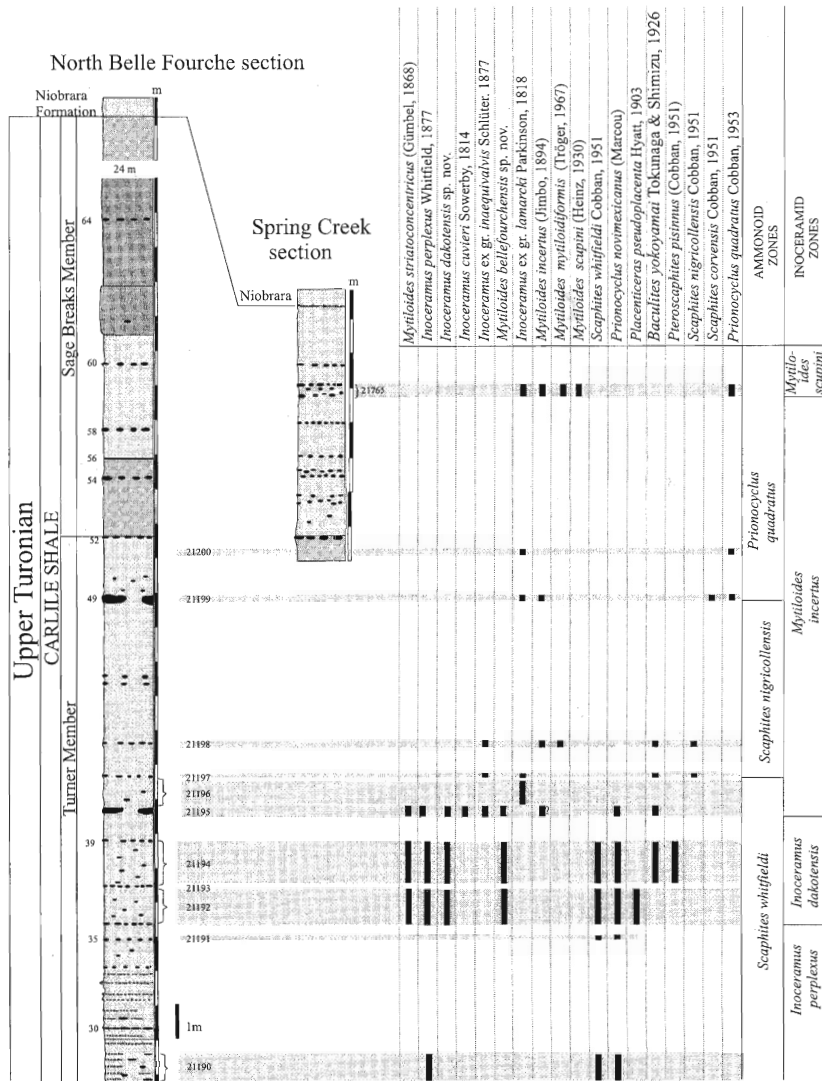 North Belle Fourche section
m
Niobrara
Formation
24 m
64
60
58
56
54
52
49
39
35
30
Upper Turonian
CARLILE SHALE
Sage Breaks Member
Turner Member
Spring Creek
section
m
Niobrara
21765
21200
21199
21198
21197
21196
21195
21194
21193
21192
21191
21190
1m
Mytiloides striatoconcentricus (Gümbel, 1868)
Inoceramus perplexus Whitfield, 1877
Inoceramus dakotensis sp. nov.
Inoceramus cuvieri Sowerby, 1814
Inoceramus ex gr. inaequivalvis Schlüter. 1877
Mytiloides bellefourchensis sp. nov.
Inoceramus ex gr. lamarcki Parkinson, 1818
Mytiloides incertus (Jimbo, 1894)
Mytiloides mytiloidiformis (Tröger, 1967)
Mytiloides scupini (Heinz, 1930)
Scaphites whitfieldi Cobban, 1951
Prionocyclus novimexicanus (Marcou)
Placenticeras pseudoplacenta Hyatt, 1903
Baculites yokoyamai Tokunaga & Shimizu, 1926
Pteroscaphites pisinnus (Cobban, 1951)
Scaphites nigricollensis Cobban, 1951
Scaphites corvensis Cobban, 1951
Prionocyclus quadratus Cobban, 1953
AMMONOID
ZONES
INOCERAMID
ZONES
?
Prionocyclus
quadratus
Scaphites nigricollensis
Scaphites whitfieldi
Mytilo-
ides
scupini
Mytiloides
incertus
Inoceramus
dakotensis
Inoceramus
perplexus